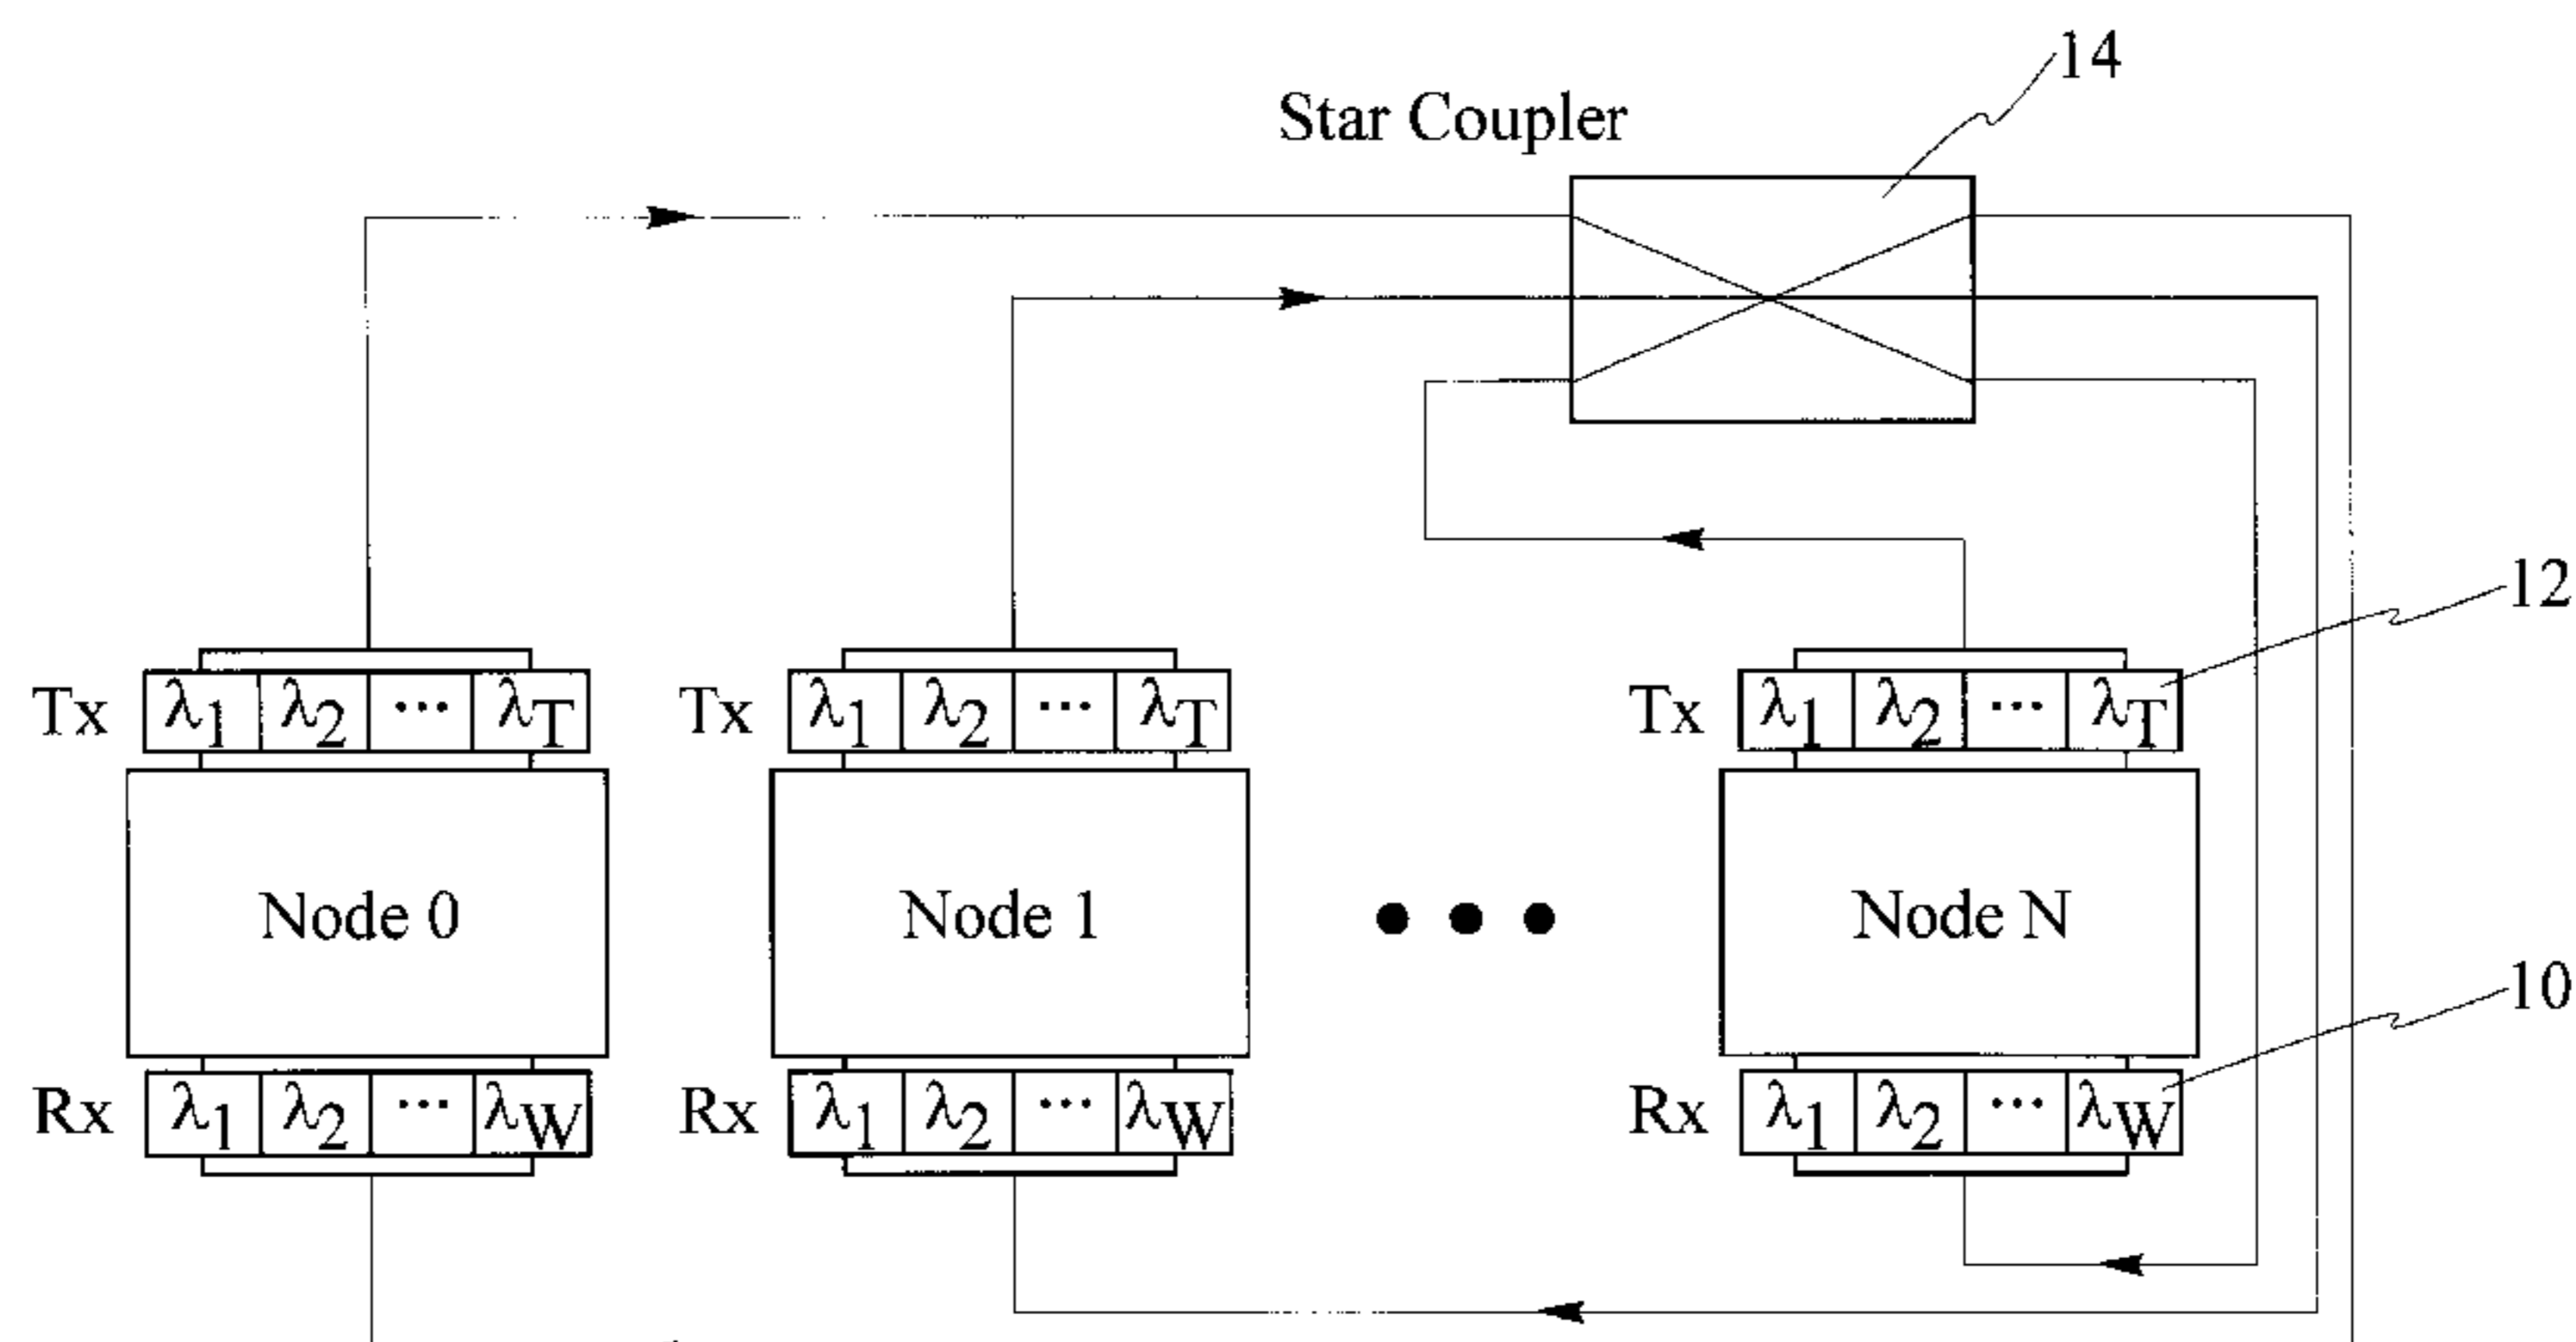 14
Star Coupler
12
Tx λ1 λ2 ... λT Tx λ1 λ2 ... λT Tx λ1 λ2 ... λT
Node 0 Node 1 ••• Node N
10
Rx λ1 λ2 ... λW Rx λ1 λ2 ... λW Rx λ1 λ2 ... λW